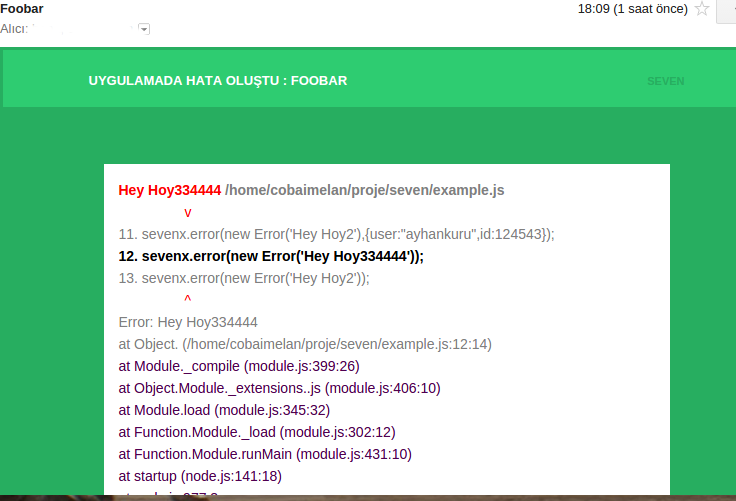 Foobar 18:09 (1 saat önce)
Alıcı:
UYGULAMADA HATA OLUŞTU : FOOBAR SEVEN
Hey Hoy334444 /home/cobaimelan/proje/seven/example.js
v
11. sevenx.error(new Error('Hey Hoy2'),{user:"ayhankuru",id:124543});
12. sevenx.error(new Error('Hey Hoy334444'));
13. sevenx.error(new Error('Hey Hoy2'));
^
Error: Hey Hoy334444
at Object. (/home/cobaimelan/proje/seven/example.js:12:14)
at Module._compile (module.js:399:26)
at Object.Module._extensions..js (module.js:406:10)
at Module.load (module.js:345:32)
at Function.Module._load (module.js:302:12)
at Function.Module.runMain (module.js:431:10)
at startup (node.js:141:18)